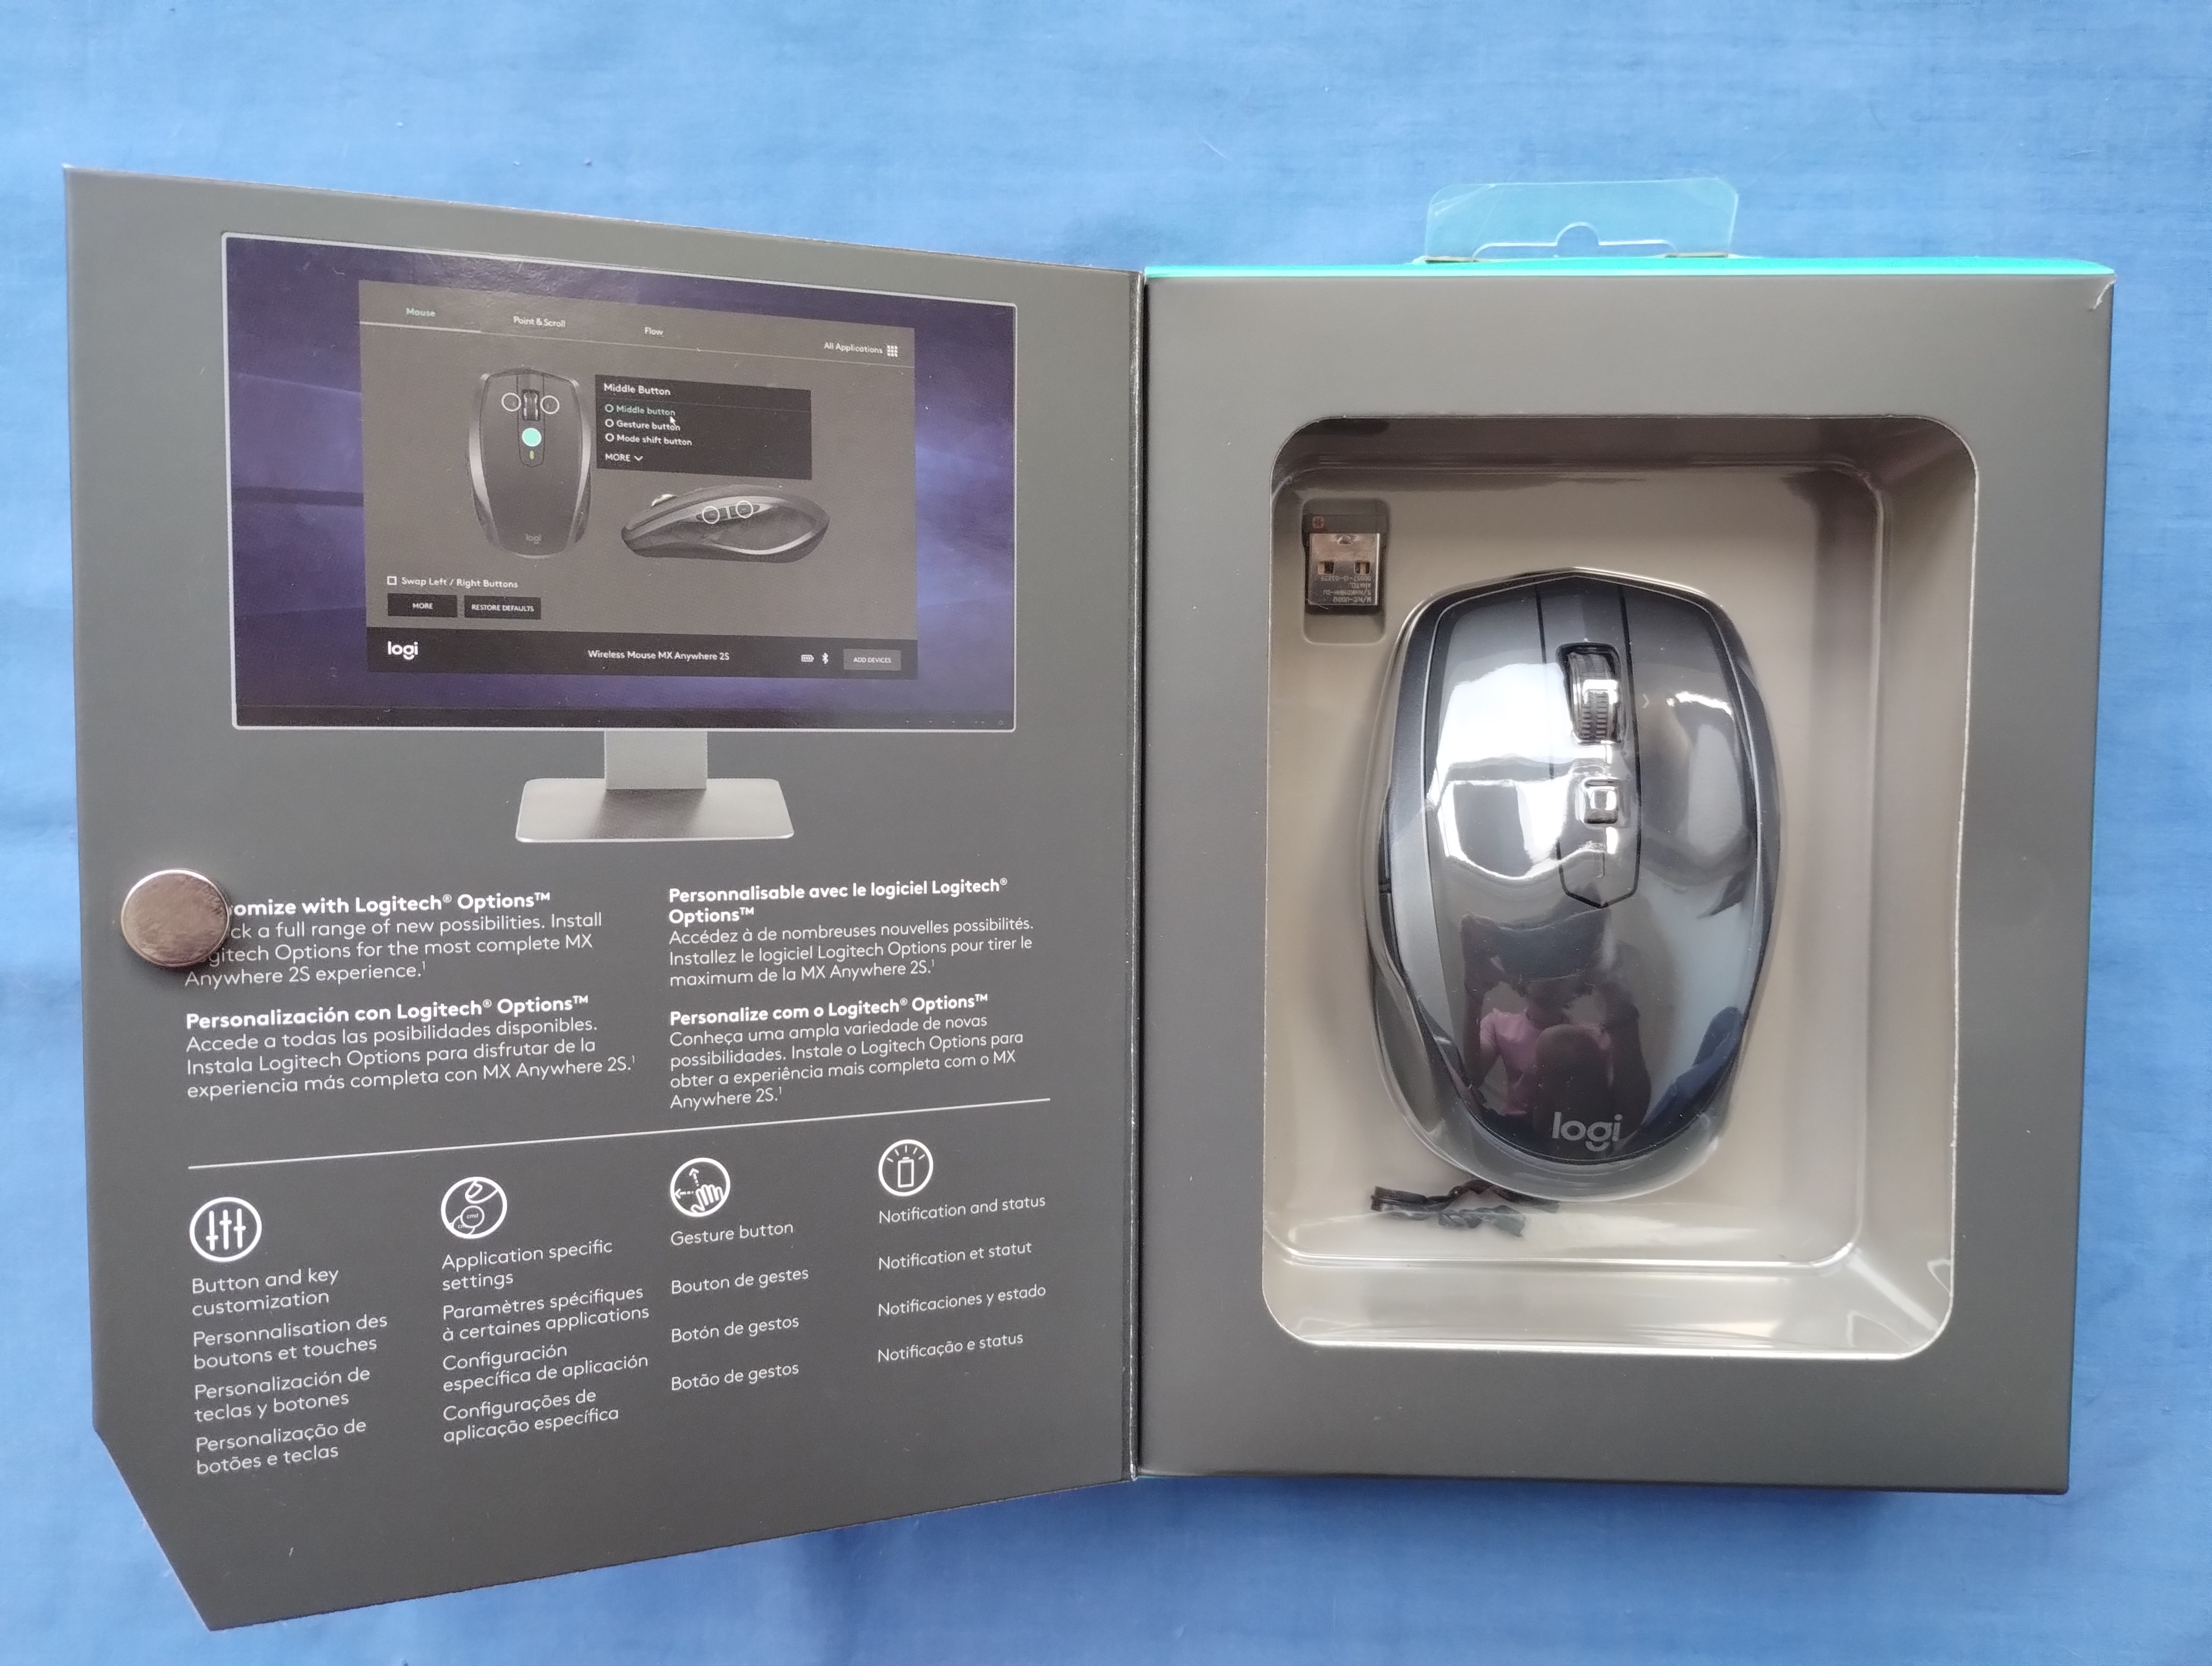 Mouse
Point & Scroll
Flow
All Applications
Middle Button
Middle button
Gesture button
Mode shift button
MORE
logi
Swap Left / Right Buttons
MORE
RESTORE DEFAULTS
logi
Wireless Mouse MX Anywhere 2S
ADD DEVICES
omize with Logitech® Options™
ck a full range of new possibilities. Install
gitech Options for the most complete MX
Anywhere 2S experience.¹
Personalización con Logitech® Options™
Accede a todas las posibilidades disponibles.
Instala Logitech Options para disfrutar de la
experiencia más completa con MX Anywhere 2S.¹
Personnalisable avec le logiciel Logitech®
Options™
Accédez à de nombreuses nouvelles possibilités.
Installez le logiciel Logitech Options pour tirer le
maximum de la MX Anywhere 2S.¹
Personalize com o Logitech® Options™
Conheça uma ampla variedade de novas
possibilidades. Instale o Logitech Options para
obter a experiência mais completa com o MX
Anywhere 2S.¹
Button and key
customization
Personnalisation des
boutons et touches
Personalización de
teclas y botones
Personalização de
botões e teclas
cmd
Application specific
settings
Paramètres spécifiques
à certaines applications
Configuración
específica de aplicación
Configurações de
aplicação específica
Gesture button
Bouton de gestes
Botón de gestos
Botão de gestos
Notification and status
Notification et statut
Notificaciones y estado
Notificação e status
logi